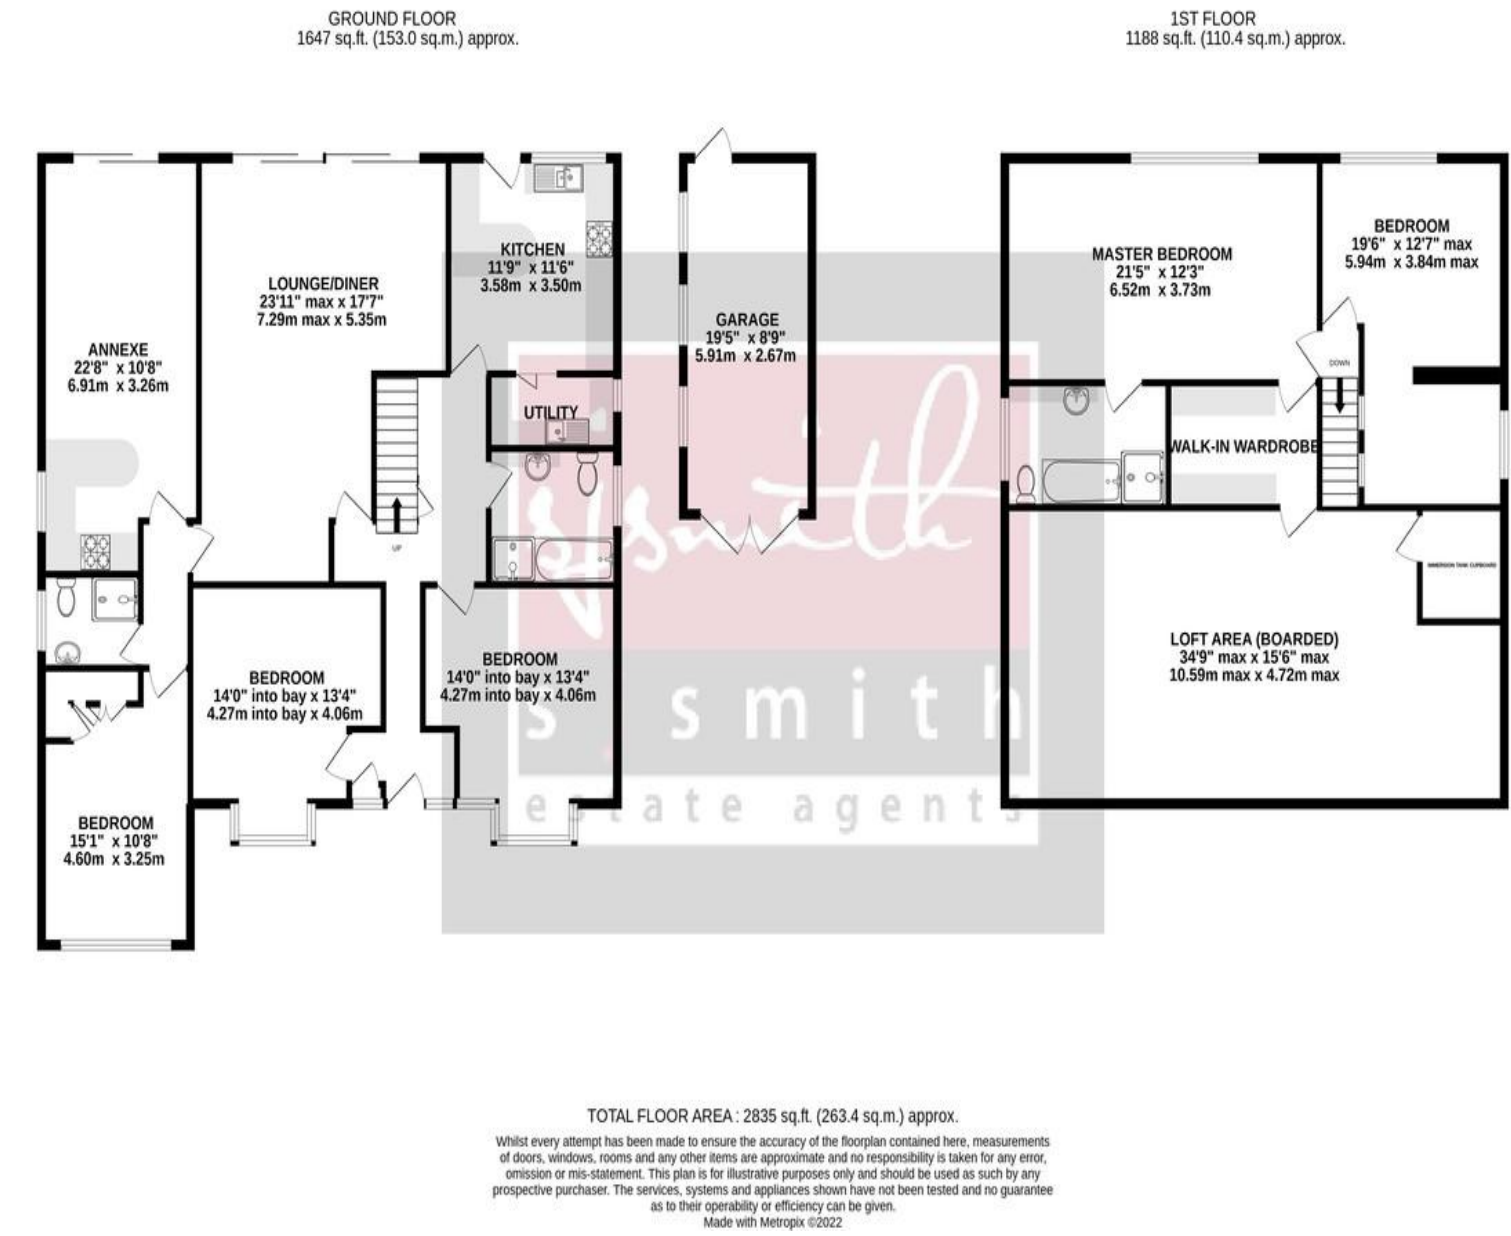 GROUND FLOOR
1647 sq.ft. (153.0 sq.m.) approx.
1ST FLOOR
1188 sq.ft. (110.4 sq.m.) approx.
KITCHEN
11'9" x 11'6"
3.58m x 3.50m
LOUNGE/DINER
23'11" max x 17'7"
7.29m max x 5.35m
ANNEXE
22'8" x 10'8"
6.91m x 3.26m
UTILITY
UP
BEDROOM
14'0" into bay x 13'4"
4.27m into bay x 4.06m
BEDROOM
14'0" into bay x 13'4"
4.27m into bay x 4.06m
BEDROOM
15'1" x 10'8"
4.60m x 3.25m
GARAGE
19'5" x 8'9"
5.91m x 2.67m
MASTER BEDROOM
21'5" x 12'3"
6.52m x 3.73m
BEDROOM
19'6" x 12'7" max
5.94m x 3.84m max
DOWN
WALK-IN WARDROBE
IMMERSION TANK CUPBOARD
LOFT AREA (BOARDED)
34'9" max x 15'6" max
10.59m max x 4.72m max
sjsmith
s j smith
estate agents
TOTAL FLOOR AREA : 2835 sq.ft. (263.4 sq.m.) approx.
Whilst every attempt has been made to ensure the accuracy of the floorplan contained here, measurements
of doors, windows, rooms and any other items are approximate and no responsibility is taken for any error,
omission or mis-statement. This plan is for illustrative purposes only and should be used as such by any
prospective purchaser. The services, systems and appliances shown have not been tested and no guarantee
as to their operability or efficiency can be given.
Made with Metropix ©2022